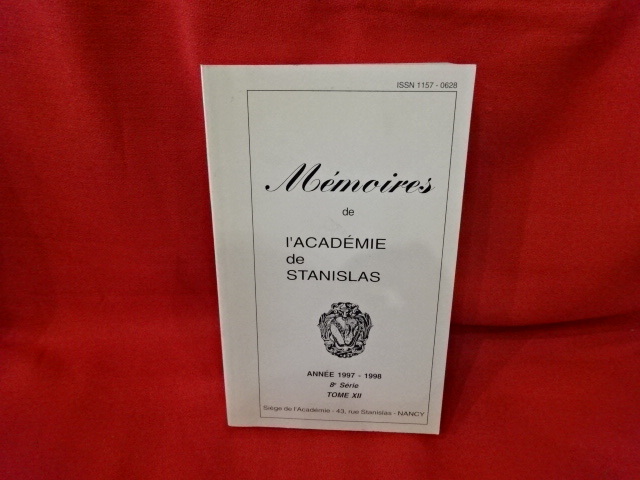 ISSN 1157 - 0628
Mémoires
de
l'ACADÉMIE
de
STANISLAS
ANNÉE 1997 - 1998
8e Série
TOME XII
Siège de l'Académie - 43, rue Stanislas - NANCY